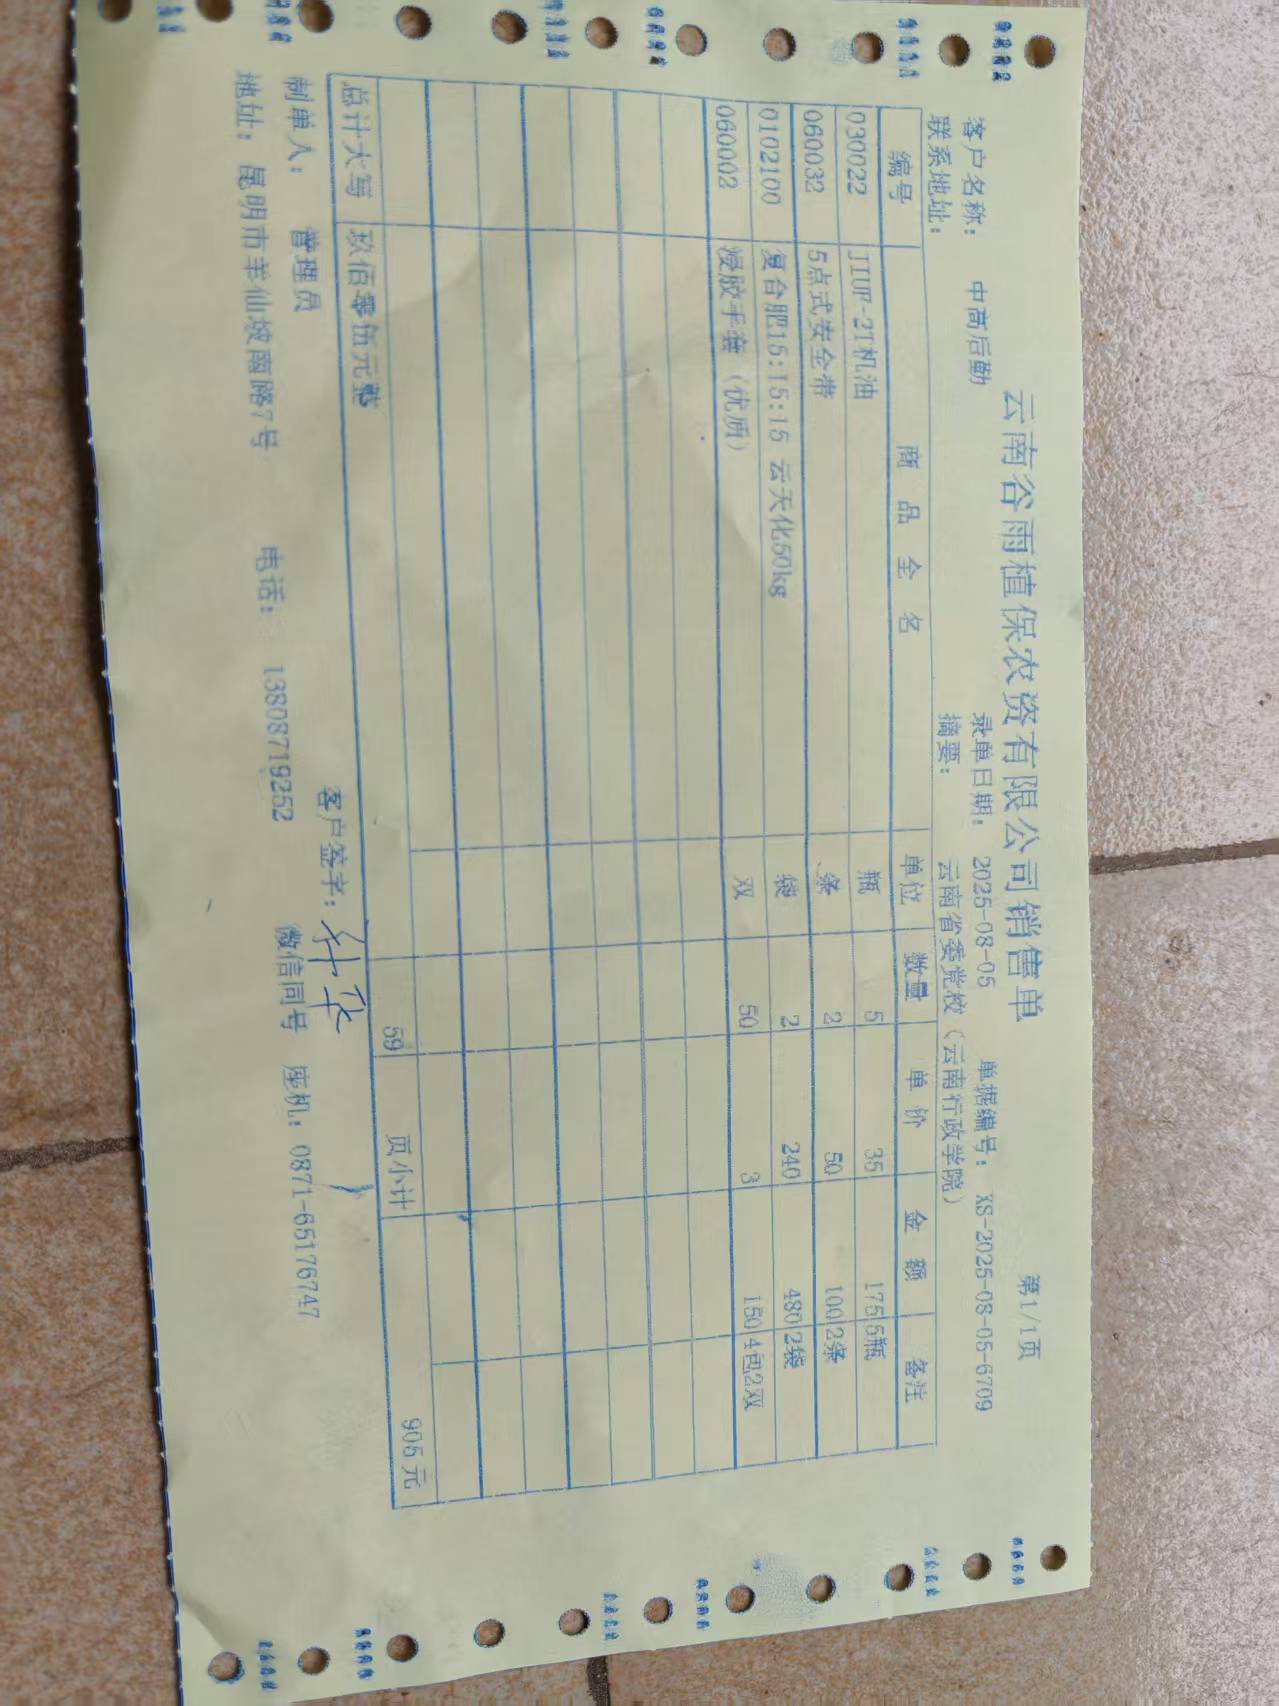 云南谷雨植保农资有限公司销售单
第1/1页
客户名称： 中商后勤 录单日期： 2025-08-05 单据编号： XS-2025-08-05-6709
联系地址： 摘要： 云南省委党校（云南行政学院）
编号 商品全名 单位 数量 单价 金额 备注
030022 JIUF-2T机油 瓶 5 35 175 5瓶
060032 5点式安全带 条 2 50 100 2条
0102100 复合肥15:15:15 云天化50kg 袋 2 240 480 2袋
060002 浸胶手套（优质） 双 50 3 150 4包2双
59 页小计 905元
总计大写 玖佰零伍元整
制单人： 管理员 客户签字：
地址： 昆明市羊仙坡南路7号 电话： 13808719252 微信同号 座机：0871-65176747